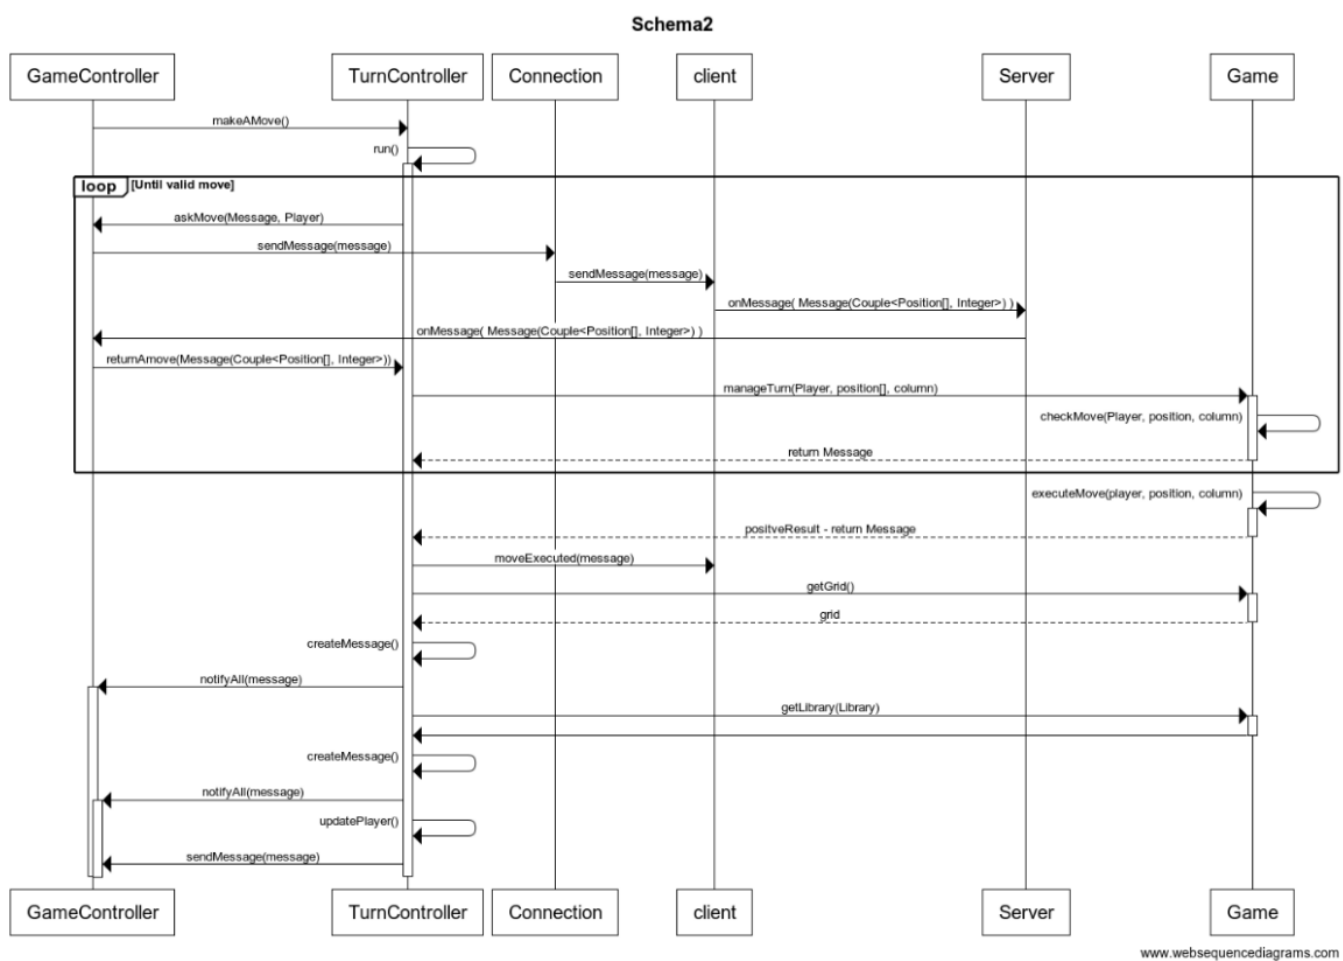 Schema2
GameController
TurnController
Connection
client
Server
Game
makeAMove()
run()
loop
[Until valid move]
askMove(Message, Player)
sendMessage(message)
sendMessage(message)
onMessage( Message(Couple<Position[], Integer>) )
onMessage( Message(Couple<Position[], Integer>) )
returnAmove(Message(Couple<Position[], Integer>))
manageTurn(Player, position[], column)
checkMove(Player, position, column)
return Message
executeMove(player, position, column)
positveResult - return Message
moveExecuted(message)
getGrid()
grid
createMessage()
notifyAll(message)
getLibrary(Library)
createMessage()
notifyAll(message)
updatePlayer()
sendMessage(message)
GameController
TurnController
Connection
client
Server
Game
www.websequencediagrams.com